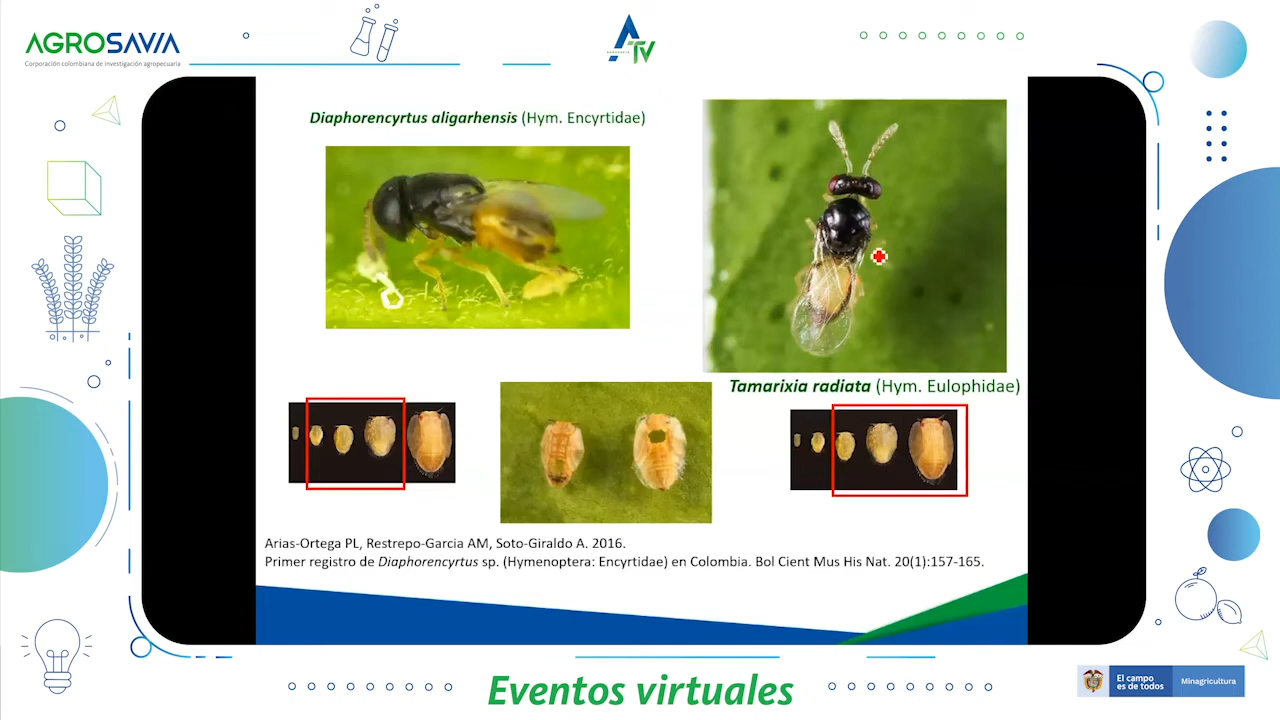 AGROSAVIA
Corporación colombiana de investigación agropecuaria
ATV
Diaphorencyrtus aligarhensis (Hym. Encyrtidae)
Tamarixia radiata (Hym. Eulophidae)
Arias-Ortega PL, Restrepo-Garcia AM, Soto-Giraldo A. 2016.
Primer registro de Diaphorencyrtus sp. (Hymenoptera: Encyrtidae) en Colombia. Bol Cient Mus His Nat. 20(1):157-165.
Eventos virtuales
El campo
es de todos
Minagricultura